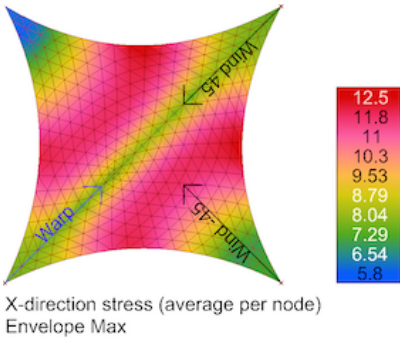 Wind 45
12.5
11.8
11
10.3
9.53
8.79
8.04
7.29
6.54
5.8
Warp
Wind -45
X-direction stress (average per node)
Envelope Max